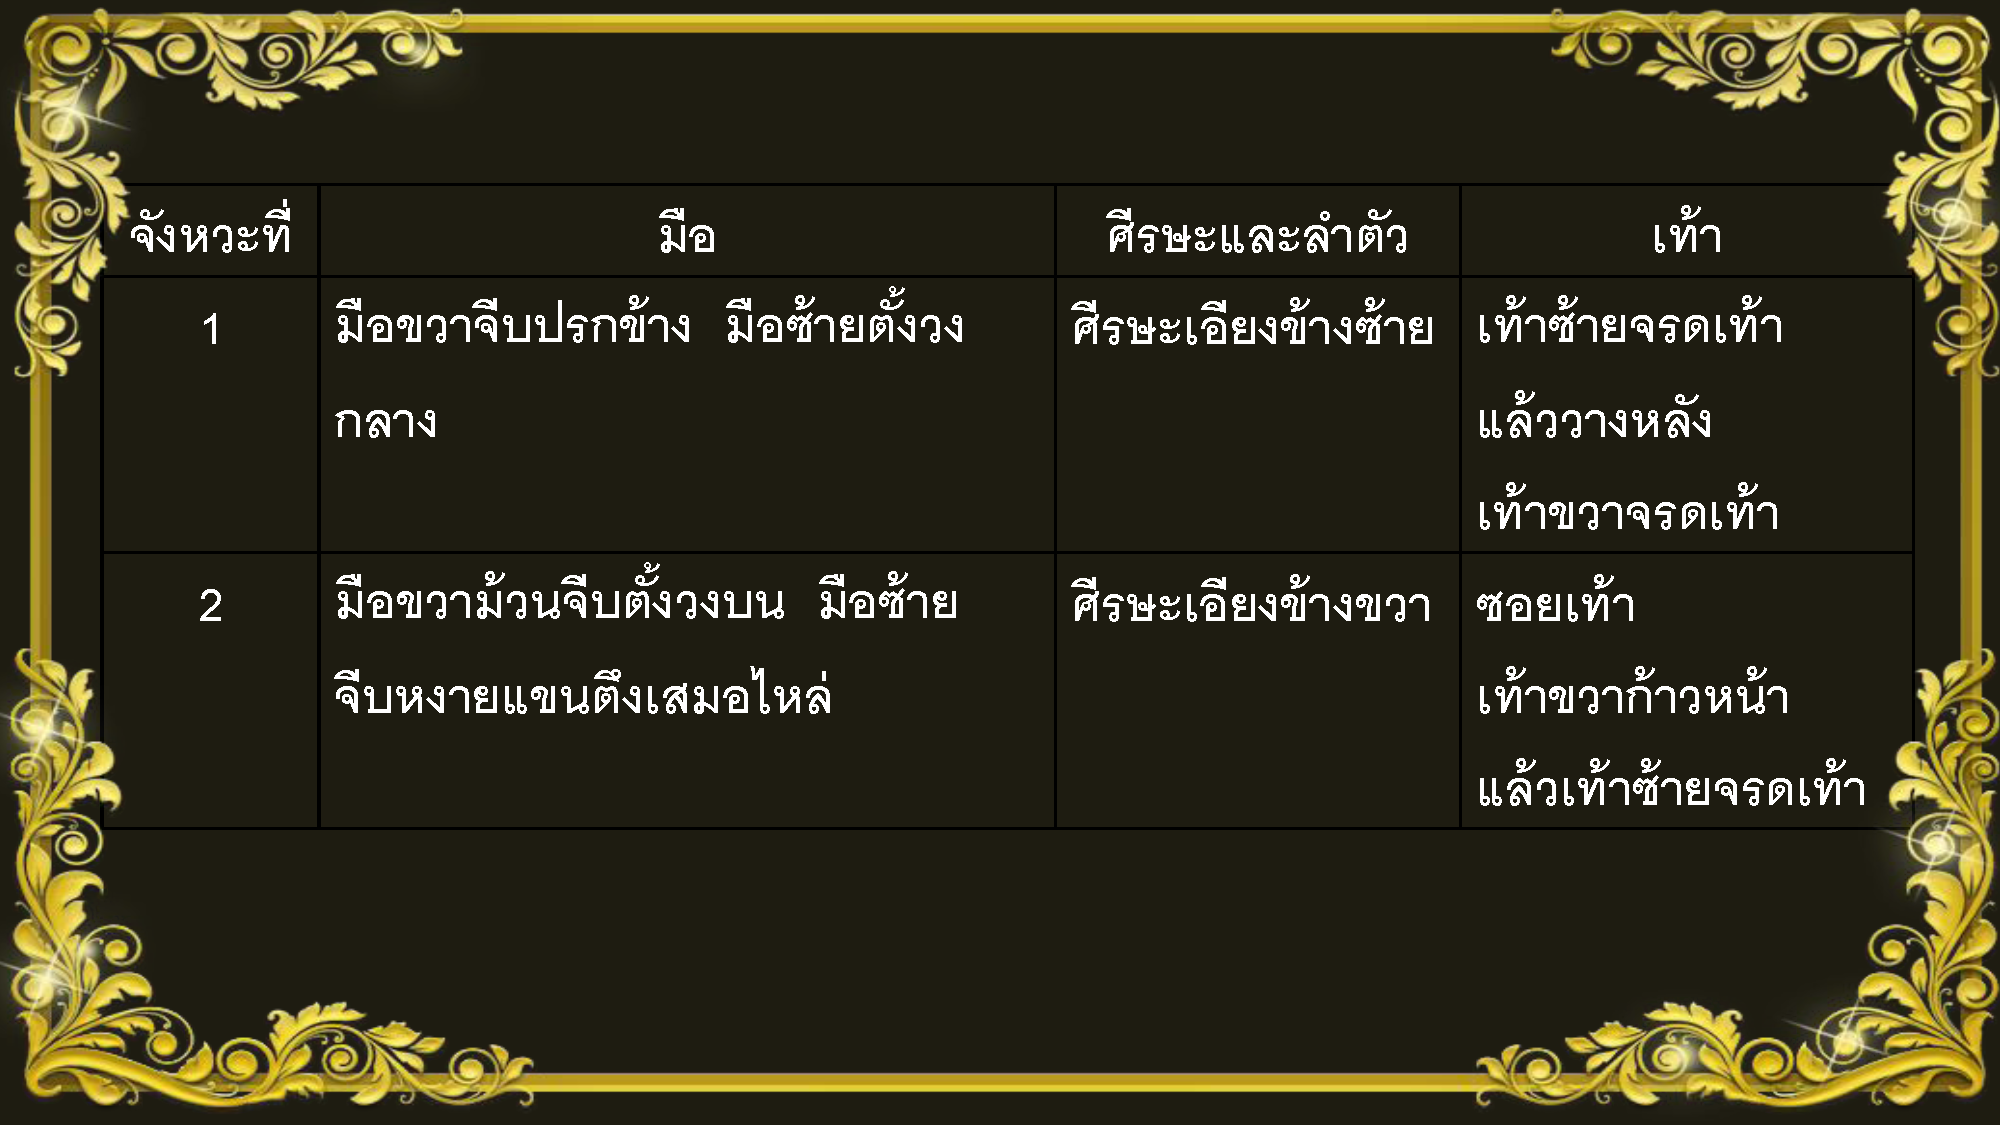 จังหวะที่ มือ ศีรษะและลำตัว เท้า
1 มือขวาจีบปรกข้าง มือซ้ายตั้งวง ศีรษะเอียงข้างซ้าย เท้าซ้ายจรดเท้า
กลาง แล้ววางหลัง
เท้าขวาจรดเท้า
2 มือขวาม้วนจีบตั้งวงบน มือซ้าย ศีรษะเอียงข้างขวา ซอยเท้า
จีบหงายแขนตึงเสมอไหล่ เท้าขวาก้าวหน้า
แล้วเท้าซ้ายจรดเท้า